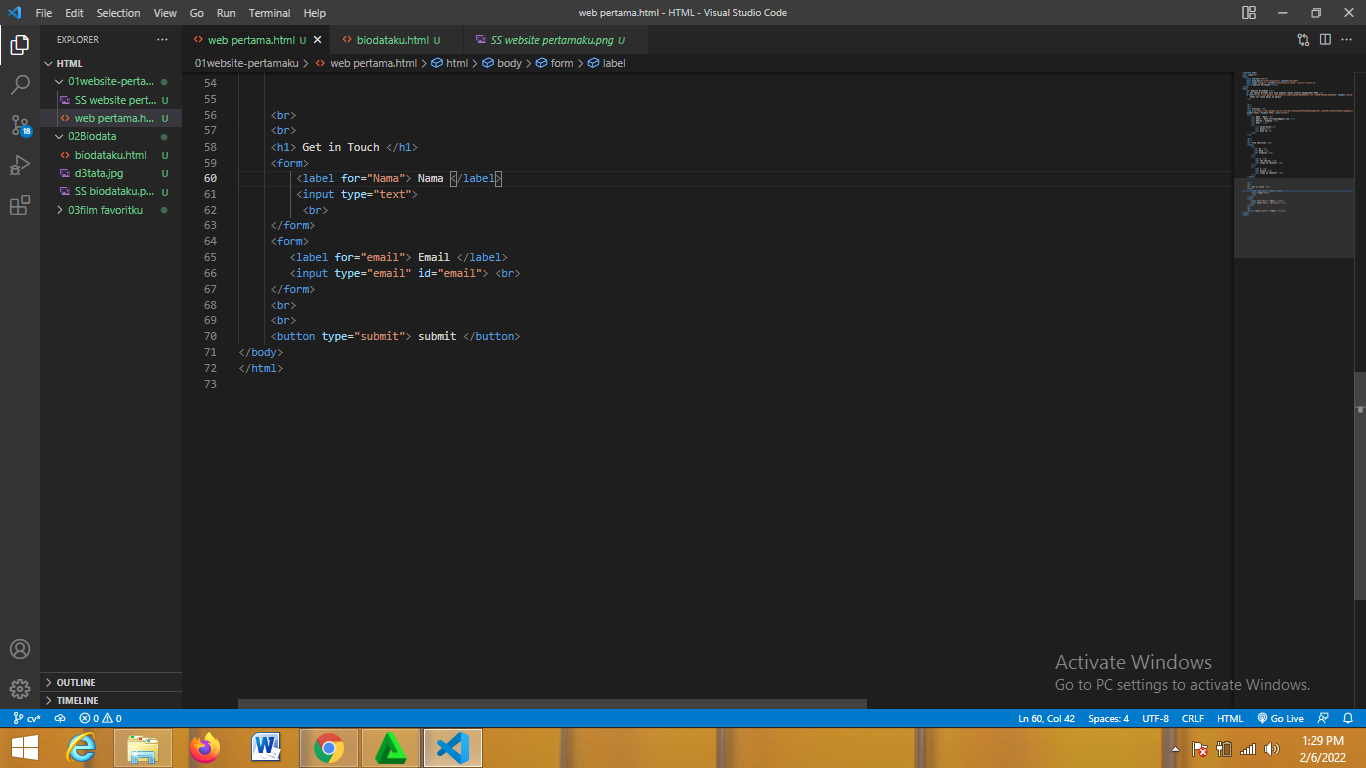 File Edit Selection View Go Run Terminal Help
web pertama.html - HTML - Visual Studio Code
EXPLORER
HTML
01website-perta...
SS website pert... U
web pertama.h... U
02Biodata
biodataku.html U
d3tata.jpg U
SS biodataku.p... U
03film favoritku
OUTLINE
TIMELINE
18
web pertama.html U
biodataku.html U
SS website pertamaku.png U
01website-pertamaku > web pertama.html > html > body > form > label
54
55
56 <br>
57 <br>
58 <h1> Get in Touch </h1>
59 <form>
60 <label for="Nama"> Nama </label>
61 <input type="text">
62 <br>
63 </form>
64 <form>
65 <label for="email"> Email </label>
66 <input type="email" id="email"> <br>
67 </form>
68 <br>
69 <br>
70 <button type="submit"> submit </button>
71 </body>
72 </html>
73
Activate Windows
Go to PC settings to activate Windows.
cv* 0 0
Ln 60, Col 42 Spaces: 4 UTF-8 CRLF HTML Go Live
1:29 PM
2/6/2022